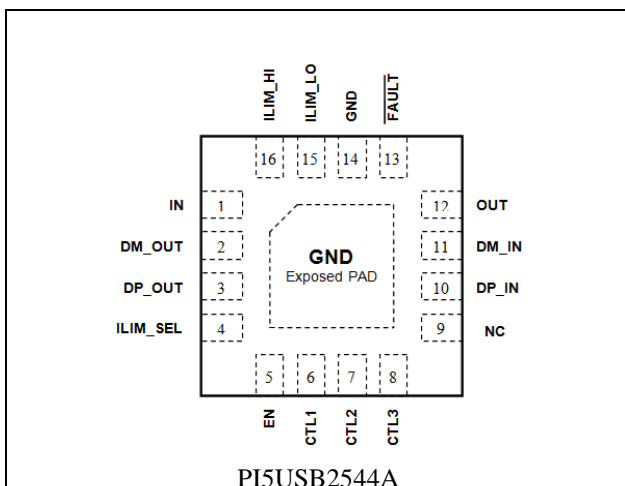 ILIM_HI
ILIM_LO
GND
FAULT
16
15
14
13
IN
1
12
OUT
DM_OUT
2
11
DM_IN
GND
Exposed PAD
DP_OUT
3
10
DP_IN
ILIM_SEL
4
9
NC
5
6
7
8
EN
CTL1
CTL2
CTL3
PI5USB2544A